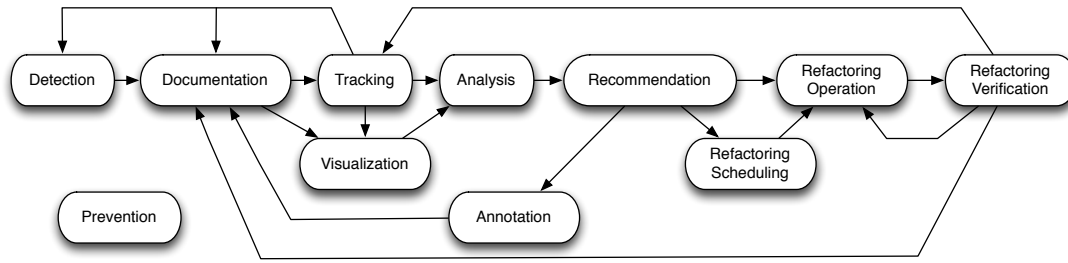 Detection
Documentation
Tracking
Analysis
Recommendation
Refactoring
Operation
Refactoring
Verification
Visualization
Refactoring
Scheduling
Prevention
Annotation